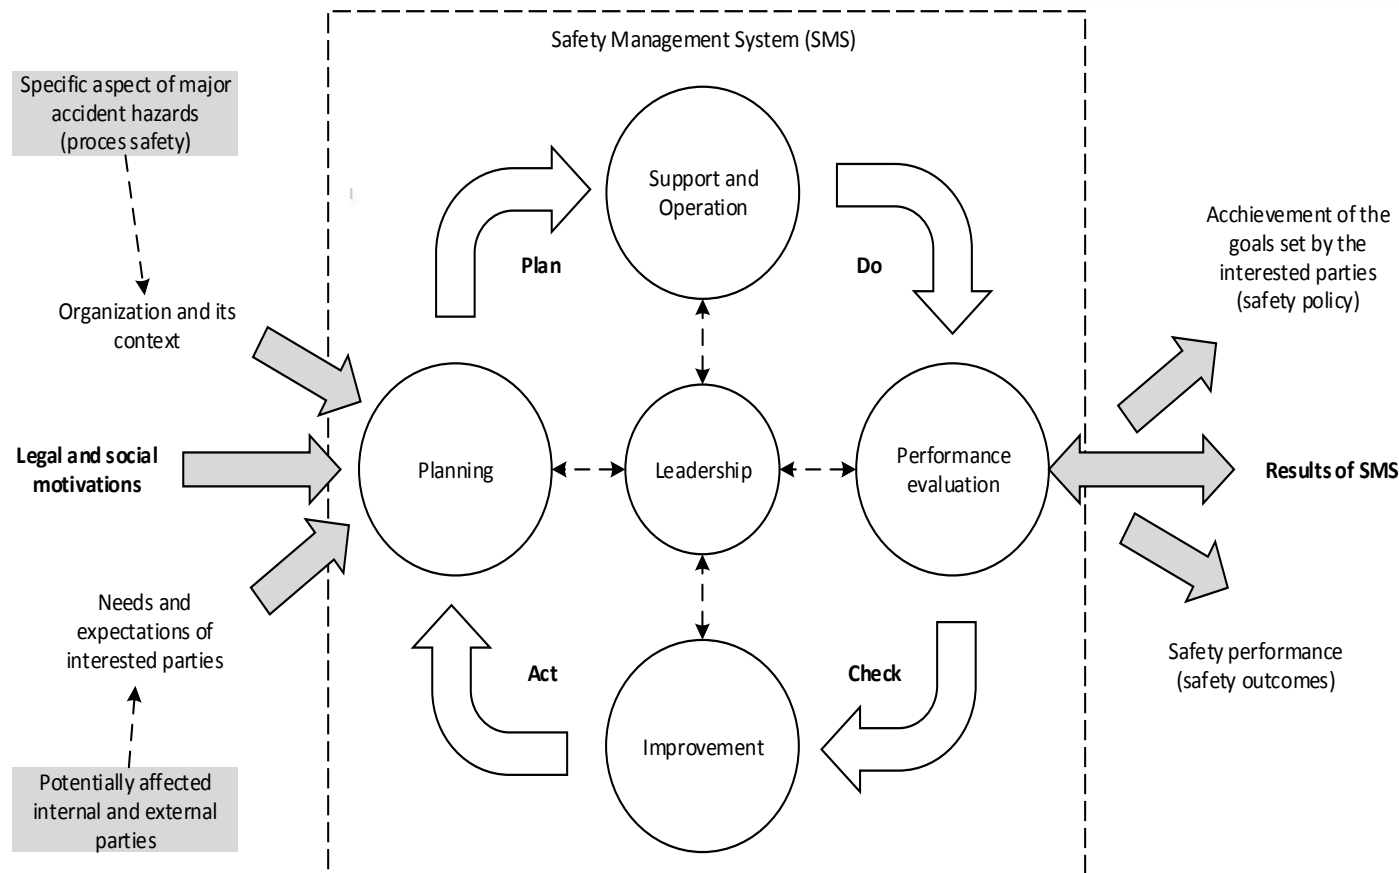 Safety Management System (SMS)
Specific aspect of major
accident hazards
(proces safety)
Organization and its
context
Legal and social
motivations
Needs and
expectations of
interested parties
Potentially affected
internal and external
parties
Support and
Operation
Plan
Do
Planning
Leadership
Performance
evaluation
Act
Check
Improvement
Acchievement of the
goals set by the
interested parties
(safety policy)
Results of SMS
Safety performance
(safety outcomes)